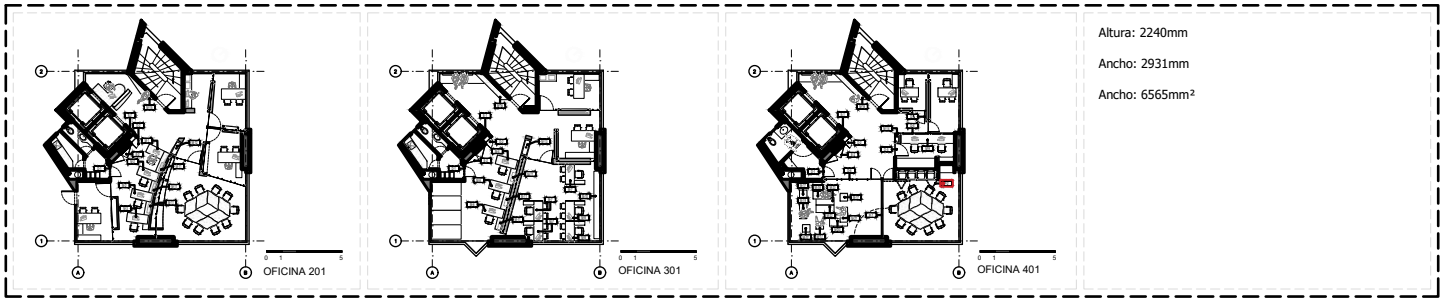 2
1
A
B
0 1 5
OFICINA 201
2
1
A
B
0 1 5
OFICINA 301
2
1
A
B
0 1 5
OFICINA 401
Altura: 2240mm
Ancho: 2931mm
Ancho: 6565mm²